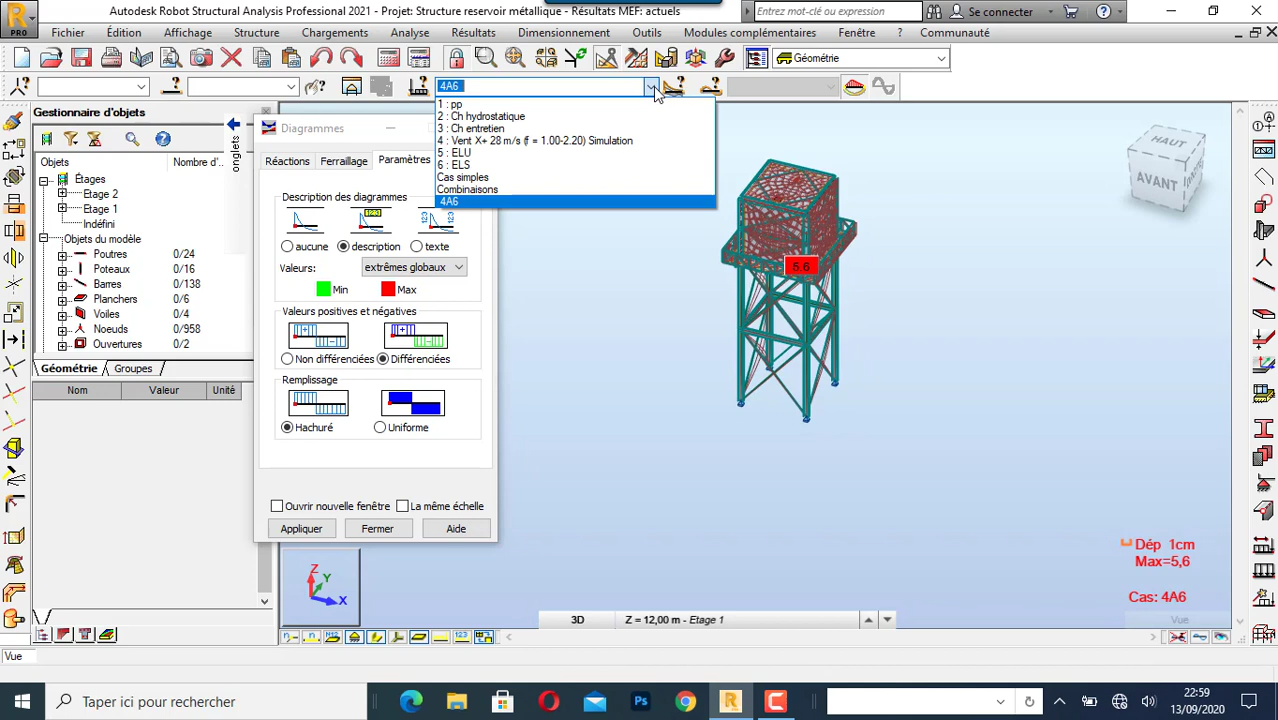 Autodesk Robot Structural Analysis Professional 2021 - Projet: Structure reservoir métallique - Résultats MEF: actuels
Entrez mot-clé ou expression
Se connecter
PRO
Fichier Édition Affichage Structure Chargements Analyse Résultats Dimensionnement Outils Modules complémentaires Fenêtre ? Communauté
Géométrie
4A6
1 : pp
2 : Ch hydrostatique
3 : Ch entretien
4 : Vent X+ 28 m/s (f = 1.00-2.20) Simulation
5 : ELU
6 : ELS
Cas simples
Combinaisons
4A6
Gestionnaire d'objets
onglets
Objets Numéro de...
Étages
Etage 2
Etage 1
Indéfini
Objets du modèle
Poutres 0/24
Poteaux 0/16
Barres 0/138
Planchers 0/6
Voiles 0/4
Noeuds 0/958
Ouvertures 0/2
Géométrie Groupes
Nom Valeur Unité
Diagrammes
Réactions Ferraillage Paramètres
Description des diagrammes
aucune description texte
Valeurs: extrêmes globaux
Min Max
Valeurs positives et négatives
Non différenciées Différenciées
Remplissage
Hachuré Uniforme
Ouvrir nouvelle fenêtre La même échelle
Appliquer Fermer Aide
HAUT
AVANT
5.6
Dép 1cm
Max=5,6
Cas: 4A6
Z
Y
X
3D Z = 12,00 m - Etage 1
Vue
Vue
Taper ici pour rechercher
22:59
13/09/2020